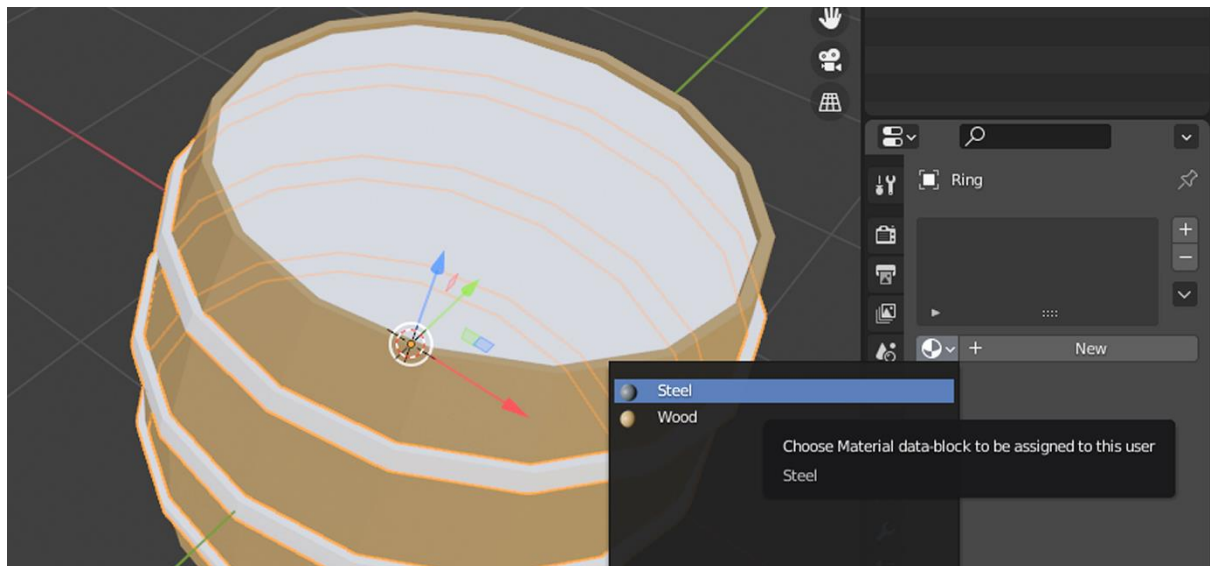 Ring
New
Steel
Wood
Choose Material data-block to be assigned to this user
Steel